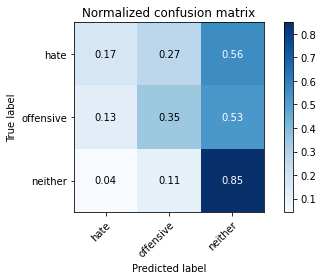 Normalized confusion matrix
True label
hate 0.17 0.27 0.56
offensive 0.13 0.35 0.53
neither 0.04 0.11 0.85
hate offensive neither
Predicted label
0.8
0.7
0.6
0.5
0.4
0.3
0.2
0.1